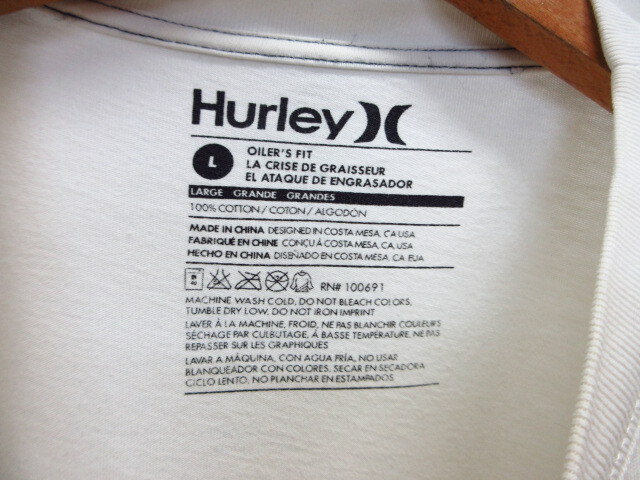 Hurley
L
OILER'S FIT
LA CRISE DE GRAISSEUR
EL ATAQUE DE ENGRASADOR
LARGE GRANDE GRANDES
100% COTTON / COTON / ALGODÓN
MADE IN CHINA DESIGNED IN COSTA MESA, CA USA
FABRIQUÉ EN CHINE CONÇU À COSTA MESA, CA, USA
HECHO EN CHINA DISEÑADO EN COSTA MESA, CA EUA
RN# 100691
MACHINE WASH COLD, DO NOT BLEACH COLORS,
TUMBLE DRY LOW, DO NOT IRON IMPRINT
LAVER À LA MACHINE, FROID, NE PAS BLANCHIR COULEURS
SÉCHAGE PAR CULBUTAGE, À BASSE TEMPÉRATURE, NE PAS
REPASSER SUR LES GRAPHIQUES
LAVAR A MÁQUINA, CON AGUA FRÍA, NO USAR
BLANQUEADOR CON COLORES, SECAR EN SECADORA
CICLO LENTO, NO PLANCHAR EN ESTAMPADOS